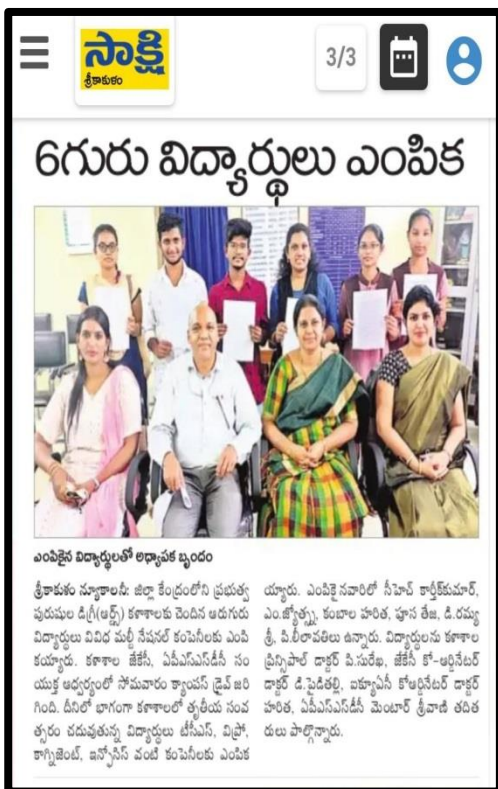 సాక్షి
శ్రీకాకుళం
3/3
6గురు విద్యార్థులు ఎంపిక
ఎంపికైన విద్యార్థులతో అధ్యాపక బృందం
శ్రీకాకుళం న్యూకాలనీ: జిల్లా కేంద్రంలోని ప్రభుత్వ
పురుషుల డిగ్రీ(ఆర్ట్స్) కళాశాలకు చెందిన ఆరుగురు
విద్యార్థులు వివిధ మల్టీ నేషనల్ కంపెనీలకు ఎంపి
కయ్యారు. కళాశాల జేకేసీ, ఏపీఎస్ఎస్‌డీసీ సం
యుక్త ఆధ్వర్యంలో సోమవారం క్యాంపస్ డ్రైవ్ జరి
గింది. దీనిలో భాగంగా కళాశాలలో తృతీయ సంవ
త్సరం చదువుతున్న విద్యార్థులు టీసీఎస్, విప్రో,
కాగ్నిజెంట్, ఇన్ఫోసిస్ వంటి కంపెనీలకు ఎంపిక
య్యారు. ఎంపికైనవారిలో సీహెచ్ కార్తీక్‌కుమార్,
ఎం.జ్యోత్స్న, కంబాల హరిత, పూస తేజ, డి.రమ్య
శ్రీ, పి.లీలావతిలు ఉన్నారు. విద్యార్థులను కళాశాల
ప్రిన్సిపాల్ డాక్టర్ పి.సురేఖ, జేకేసీ కో-ఆర్డినేటర్
డాక్టర్ డి.పైడితల్లి, ఐక్యూఏసీ కోఆర్డినేటర్ డాక్టర్
హరిత, ఏపీఎస్ఎస్‌డీసీ మెంటార్ శ్రీవాణి తదిత
రులు పాల్గొన్నారు.